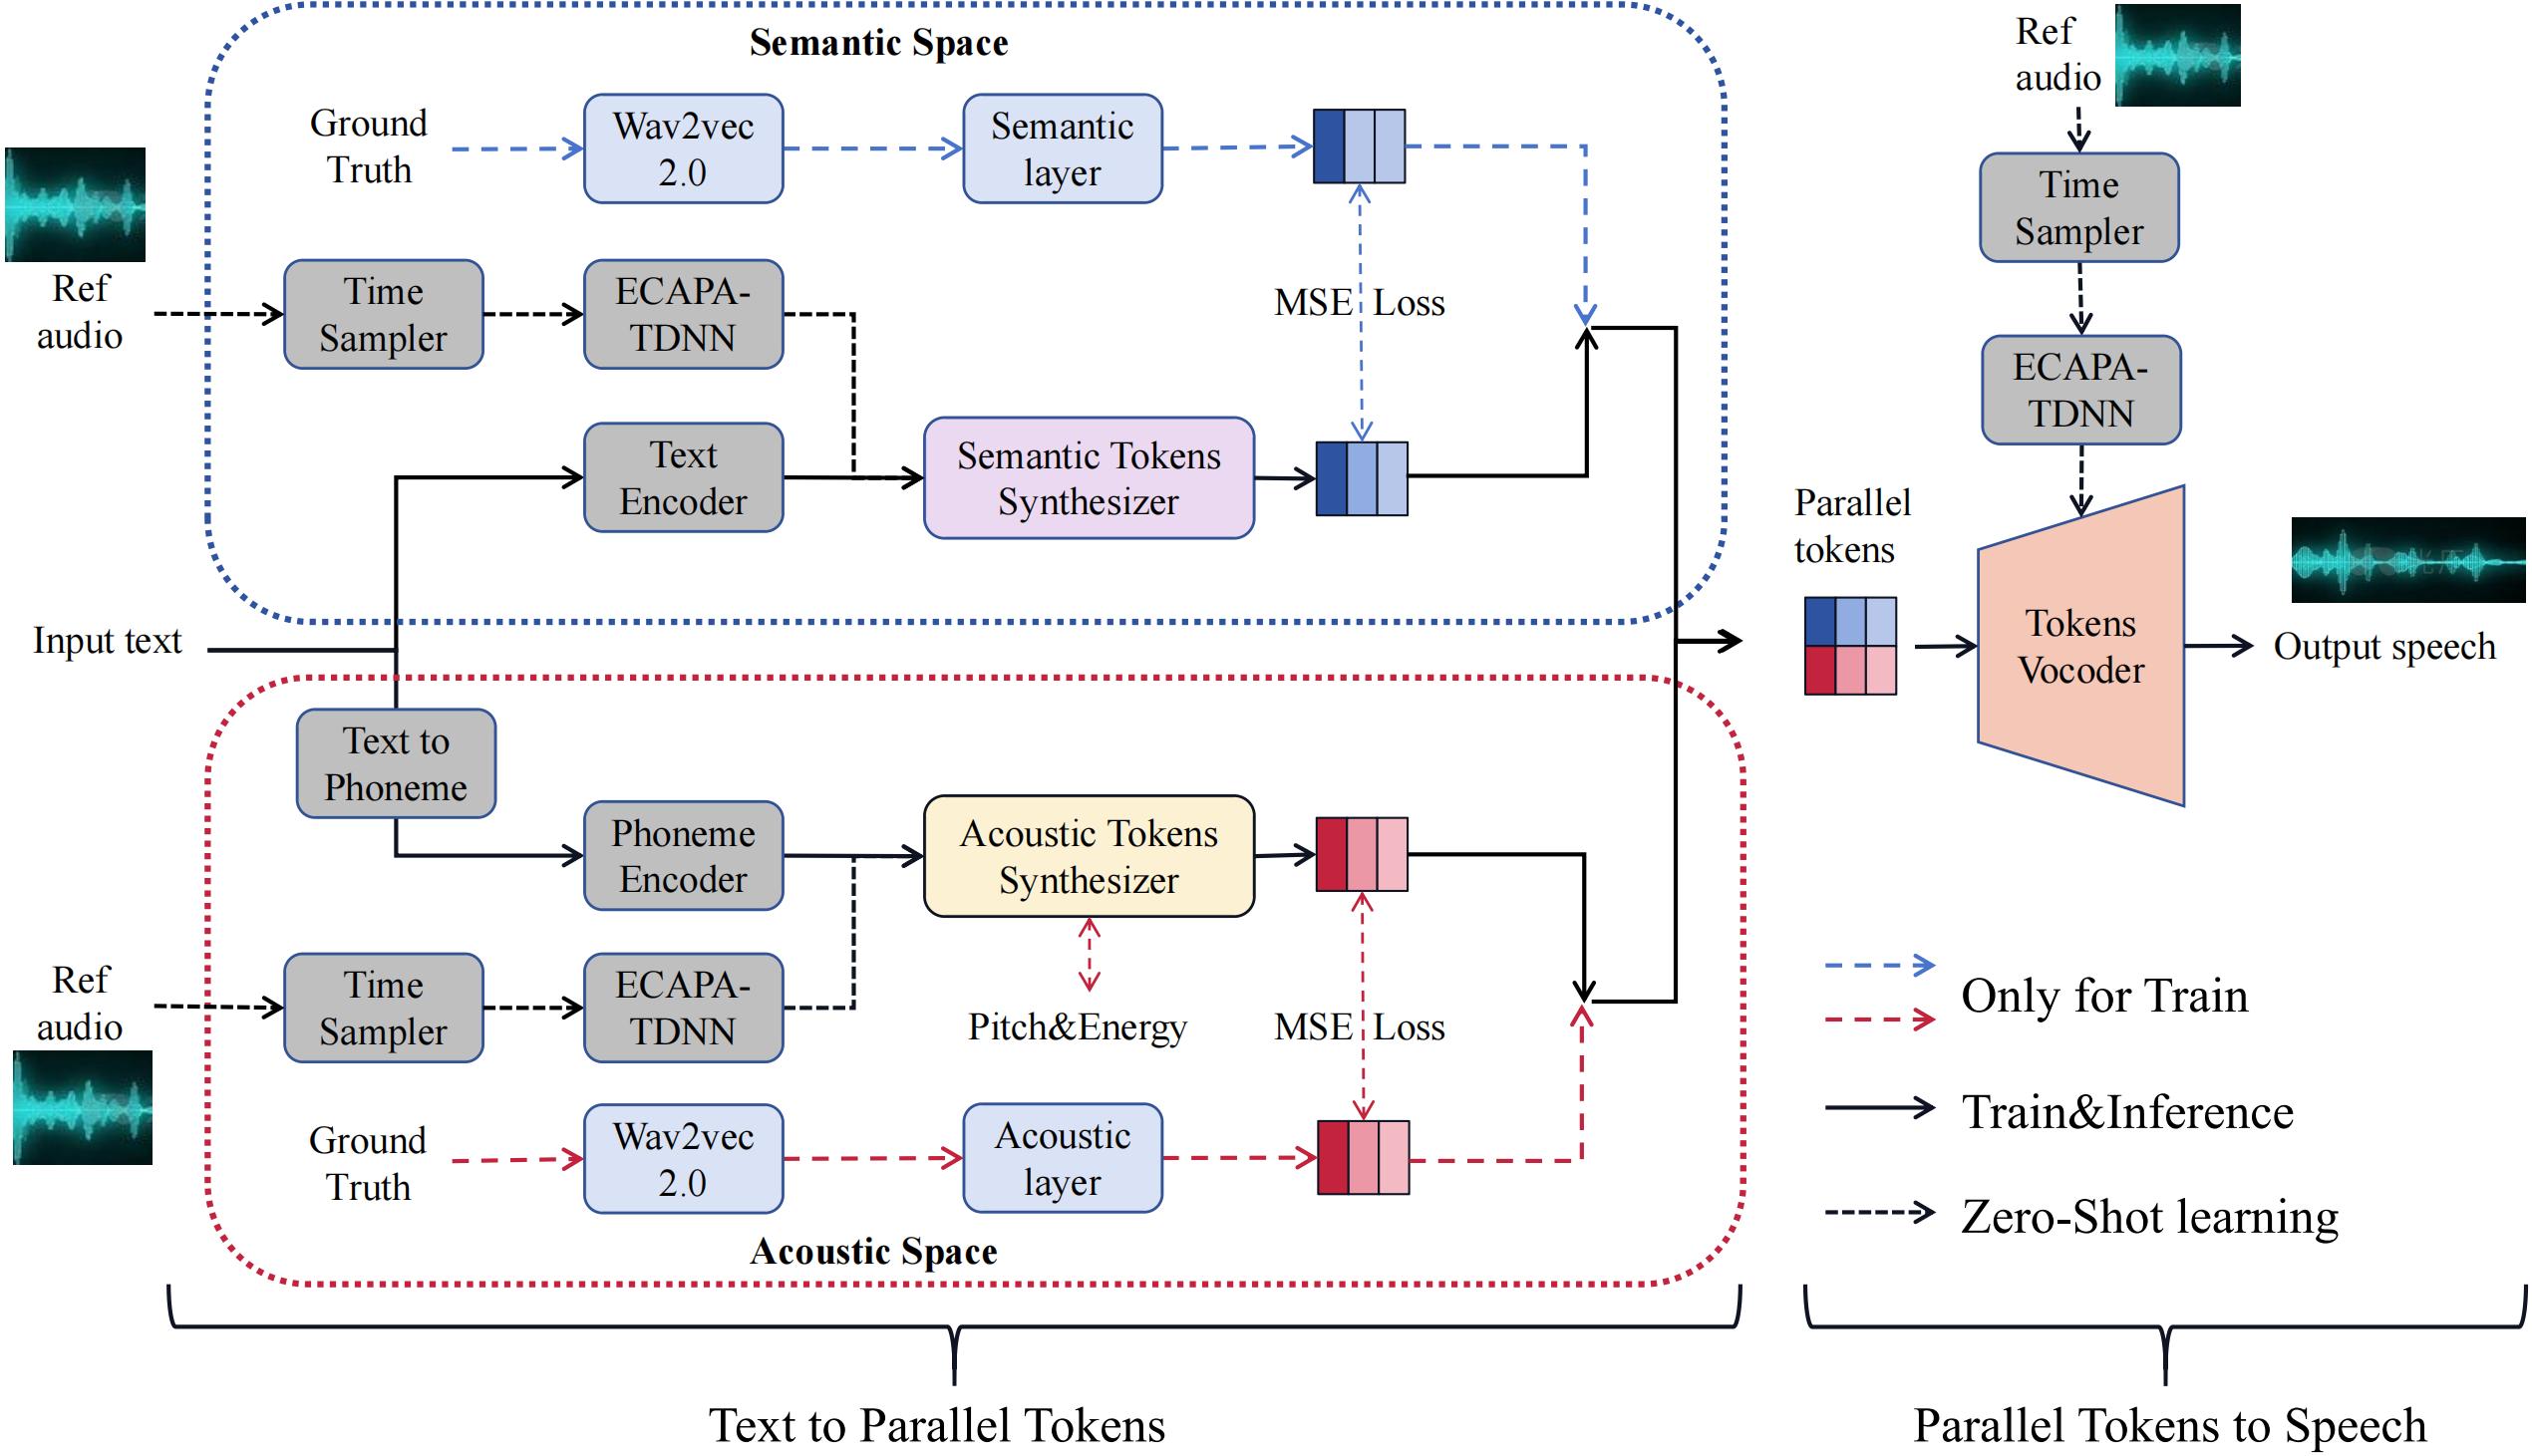 Semantic Space
Ground
Truth
Wav2vec
2.0
Semantic
layer
Ref
audio
Time
Sampler
ECAPA-
TDNN
MSE Loss
Text
Encoder
Semantic Tokens
Synthesizer
Input text
Text to
Phoneme
Phoneme
Encoder
Acoustic Tokens
Synthesizer
Ref
audio
Time
Sampler
ECAPA-
TDNN
Pitch&Energy
MSE Loss
Ground
Truth
Wav2vec
2.0
Acoustic
layer
Acoustic Space
Text to Parallel Tokens
Ref
audio
Time
Sampler
ECAPA-
TDNN
Parallel
tokens
Tokens
Vocoder
Output speech
Only for Train
Train&Inference
Zero-Shot learning
Parallel Tokens to Speech